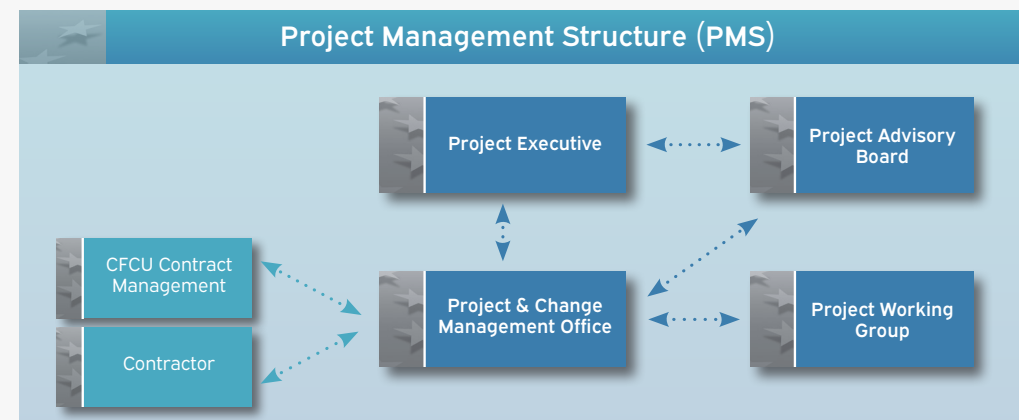 Project Management Structure (PMS)
Project Executive
Project Advisory
Board
CFCU Contract
Management
Project & Change
Management Office
Project Working
Group
Contractor